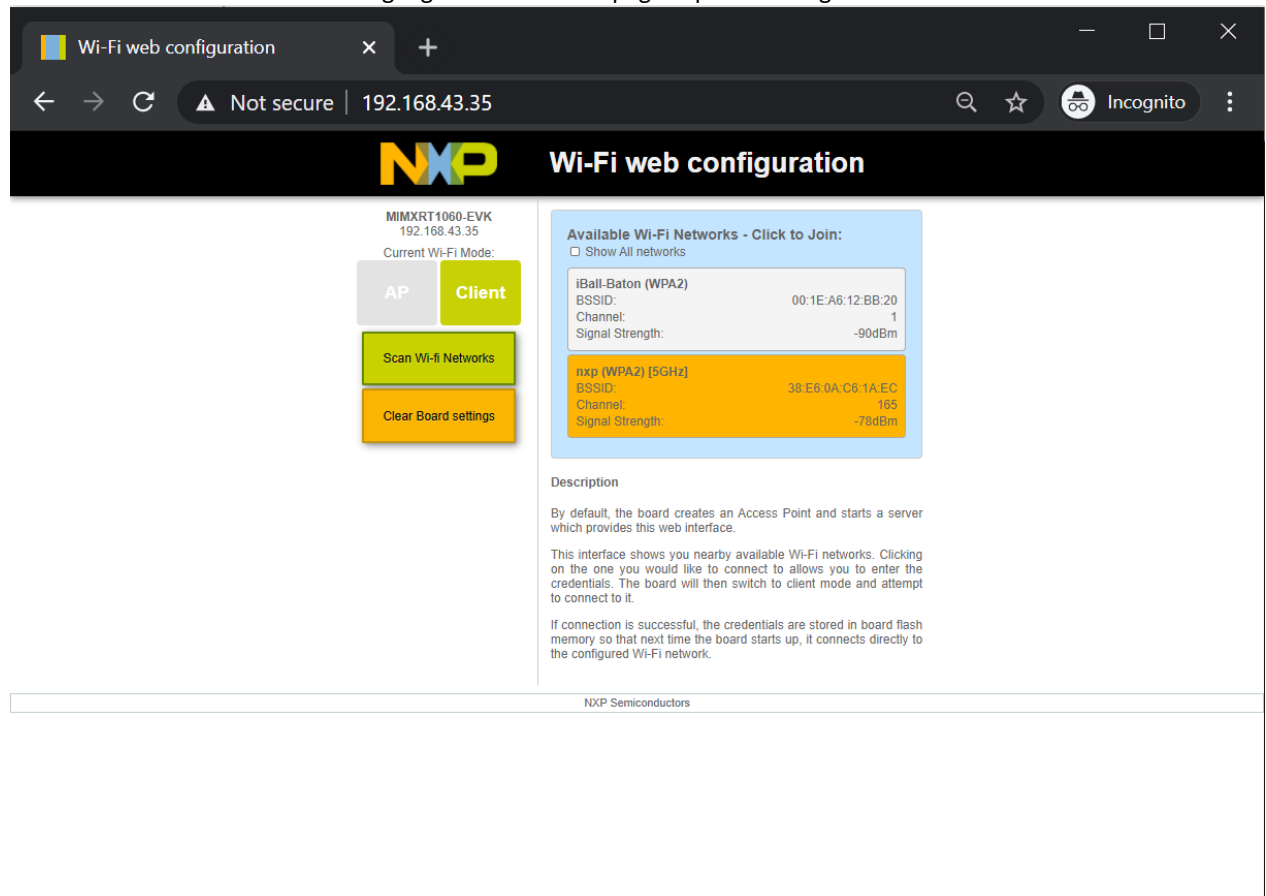 Wi-Fi web configuration
Not secure | 192.168.43.35
Incognito
NXP
Wi-Fi web configuration
MIMXRT1060-EVK
192.168.43.35
Current Wi-Fi Mode:
AP
Client
Scan Wi-fi Networks
Clear Board settings
Available Wi-Fi Networks - Click to Join:
Show All networks
iBall-Baton (WPA2)
BSSID: 00:1E:A6:12:BB:20
Channel: 1
Signal Strength: -90dBm
nxp (WPA2) [5GHz]
BSSID: 38:E6:0A:C6:1A:EC
Channel: 165
Signal Strength: -78dBm
Description
By default, the board creates an Access Point and starts a server
which provides this web interface.
This interface shows you nearby available Wi-Fi networks. Clicking
on the one you would like to connect to allows you to enter the
credentials. The board will then switch to client mode and attempt
to connect to it.
If connection is successful, the credentials are stored in board flash
memory so that next time the board starts up, it connects directly to
the configured Wi-Fi network.
NXP Semiconductors